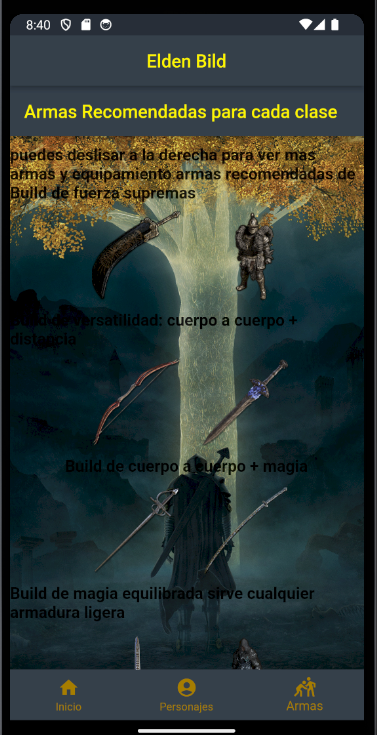 8:40
Elden Bild
Armas Recomendadas para cada clase
puedes deslisar a la derecha para ver mas
armas y equipamiento armas recomendadas de
Build de fuerza supremas
Build de versatilidad: cuerpo a cuerpo +
distancia
Build de cuerpo a cuerpo + magia
Build de magia equilibrada sirve cualquier
armadura ligera
Inicio
Personajes
Armas